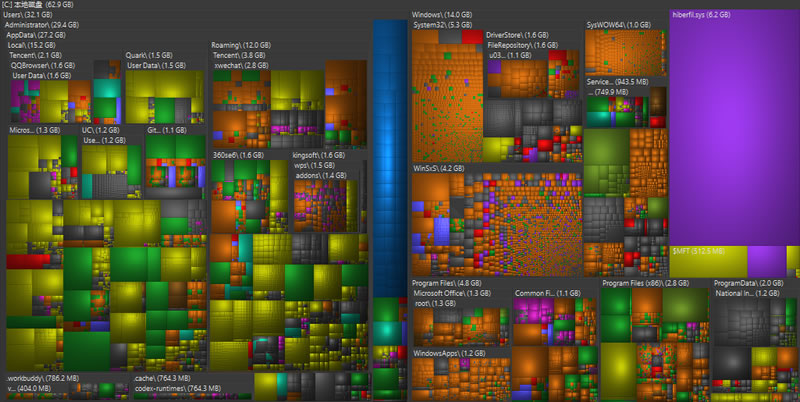 [C:] 本地磁盘 (62.9 GB)
Users\ (32.1 GB)
Administrator\ (29.4 GB)
AppData\ (27.2 GB)
Local\ (15.2 GB)
Tencent\ (2.1 GB)
QQBrowser\ (1.6 GB)
User Data\ (1.6 GB)
Quark\ (1.5 GB)
User Data\ (1.5 GB)
Micros... (1.3 GB)
UC\ (1.2 GB)
Use... (1.2 GB)
Git... (1.1 GB)
Roaming\ (12.0 GB)
Tencent\ (3.8 GB)
xwechat\ (2.8 GB)
360se6\ (1.6 GB)
kingsoft\ (1.6 GB)
wps\ (1.5 GB)
addons\ (1.4 GB)
.workbuddy\ (786.2 MB)
v... (404.0 MB)
.cache\ (764.3 MB)
codex-runtimes\ (764.3 MB)
Windows\ (14.0 GB)
System32\ (5.3 GB)
DriverStore\ (1.6 GB)
FileRepository\ (1.6 GB)
u03... (1.1 GB)
SysWOW64\ (1.0 GB)
Service... (943.5 MB)
... (749.9 MB)
WinSxS\ (4.2 GB)
hiberfil.sys (6.2 GB)
$MFT (512.6 MB)
Program Files\ (4.8 GB)
Microsoft Office\ (1.3 GB)
root\ (1.3 GB)
Common Fi... (1.1 GB)
WindowsApps\ (1.2 GB)
Program Files (x86)\ (2.8 GB)
ProgramData\ (2.0 GB)
National In... (1.2 GB)